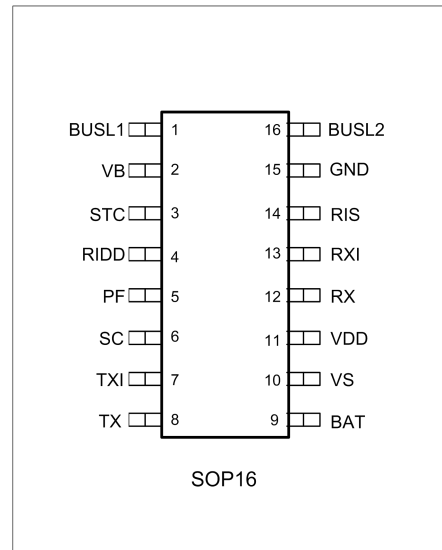 BUSL1 1 16 BUSL2
VB 2 15 GND
STC 3 14 RIS
RIDD 4 13 RXI
PF 5 12 RX
SC 6 11 VDD
TXI 7 10 VS
TX 8 9 BAT
SOP16